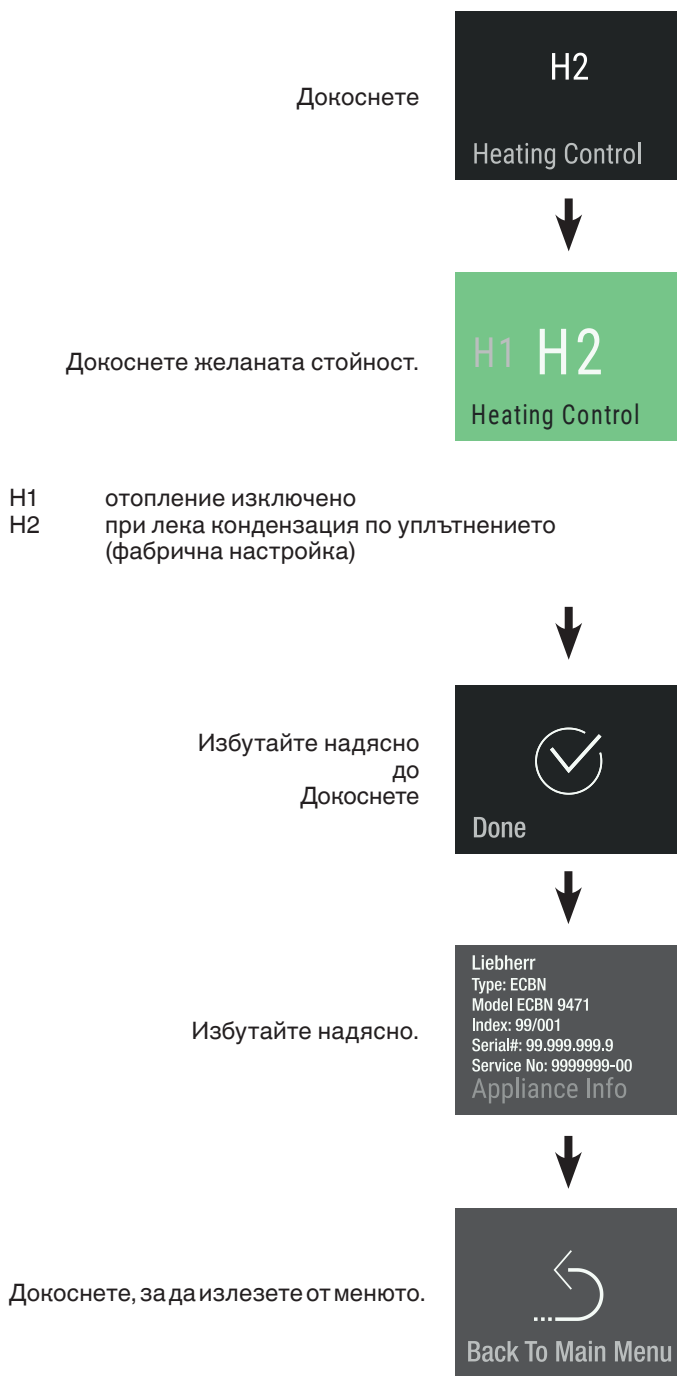 H2
Докоснете
Heating Control
H1 H2
Докоснете желаната стойност.
Heating Control
H1 отопление изключено
H2 при лека кондензация по уплътнението
(фабрична настройка)
Избутайте надясно
до
Докоснете
Done
Liebherr
Type: ECBN
Model ECBN 9471
Index: 99/001
Serial#: 99.999.999.9
Service No: 9999999-00
Appliance Info
Избутайте надясно.
Докоснете, за да излезете от менюто.
Back To Main Menu